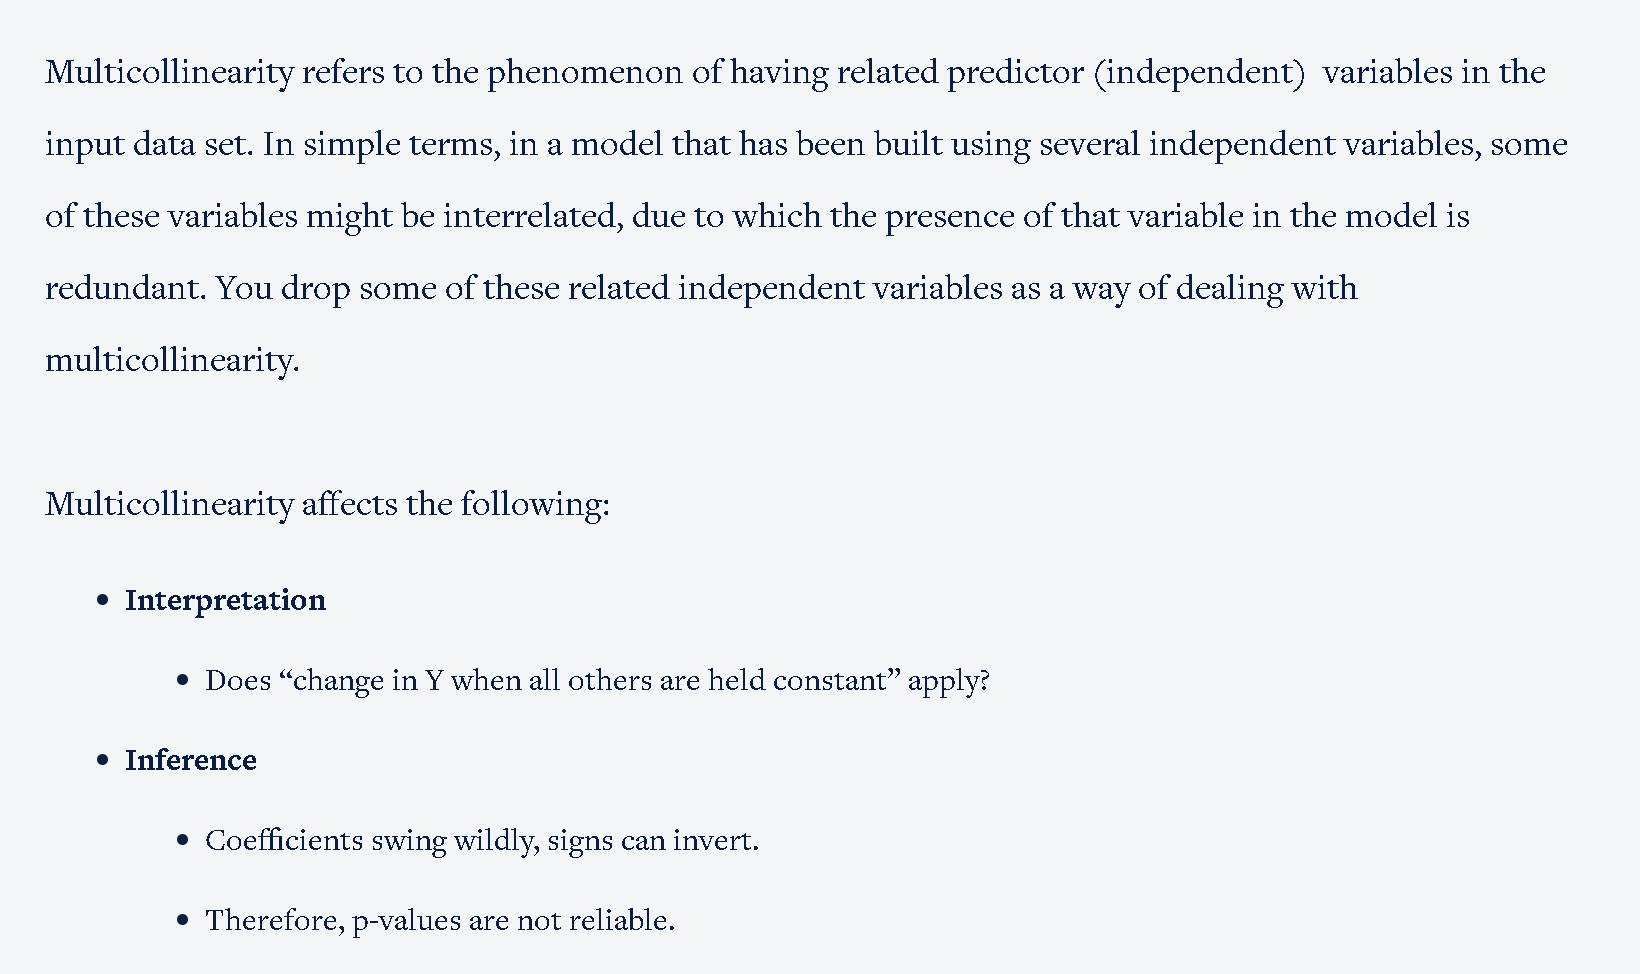 Multicollinearity refers to the phenomenon of having related predictor (independent)  variables in the
input data set. In simple terms, in a model that has been built using several independent variables, some
of these variables might be interrelated, due to which the presence of that variable in the model is
redundant. You drop some of these related independent variables as a way of dealing with
multicollinearity.
Multicollinearity affects the following:
• Interpretation
• Does “change in Y when all others are held constant” apply?
• Inference
• Coefficients swing wildly, signs can invert.
• Therefore, p-values are not reliable.